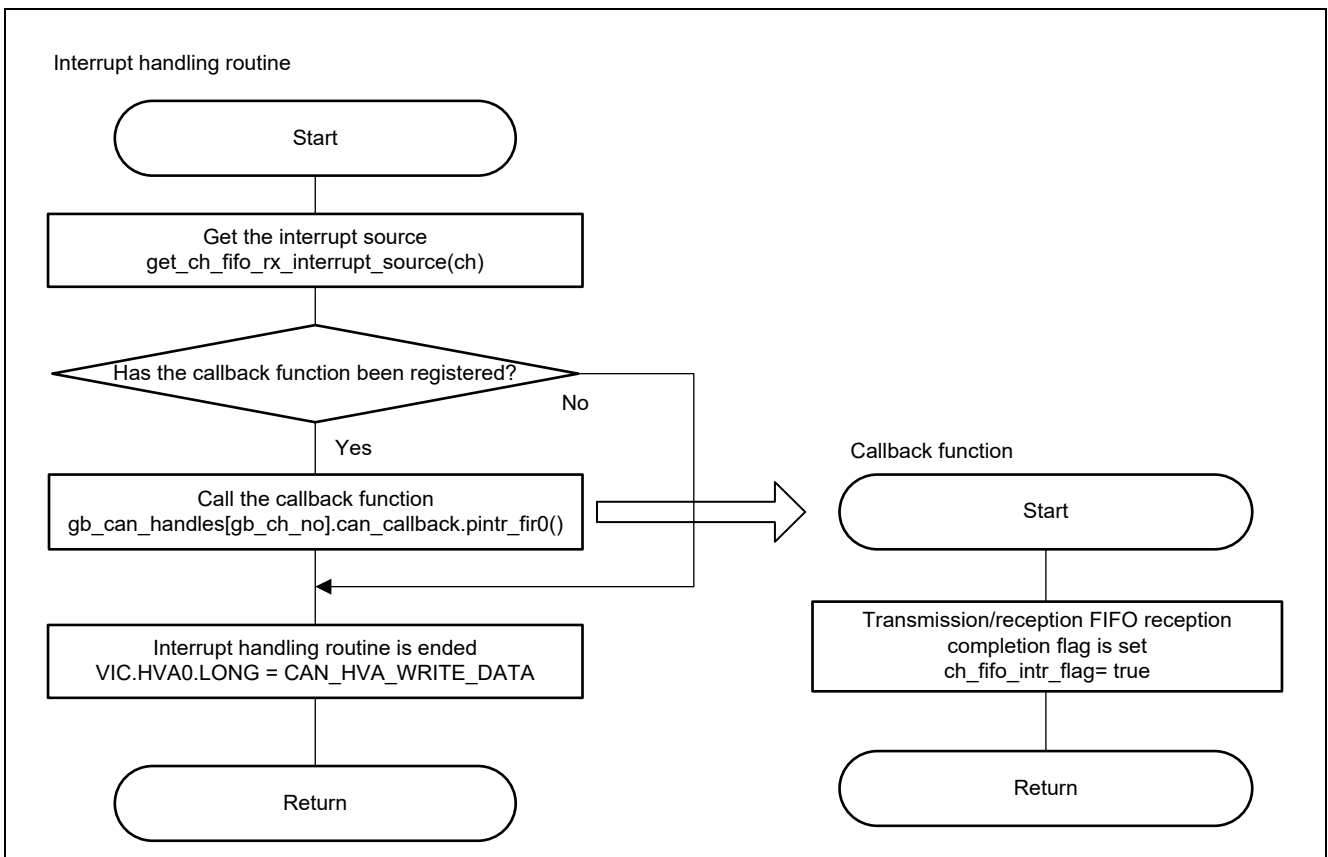 Interrupt handling routine
Start
Get the interrupt source
get_ch_fifo_rx_interrupt_source(ch)
Has the callback function been registered?
No
Yes
Call the callback function
gb_can_handles[gb_ch_no].can_callback.pintr_fir0()
Interrupt handling routine is ended
VIC.HVA0.LONG = CAN_HVA_WRITE_DATA
Return
Callback function
Start
Transmission/reception FIFO reception
completion flag is set
ch_fifo_intr_flag= true
Return